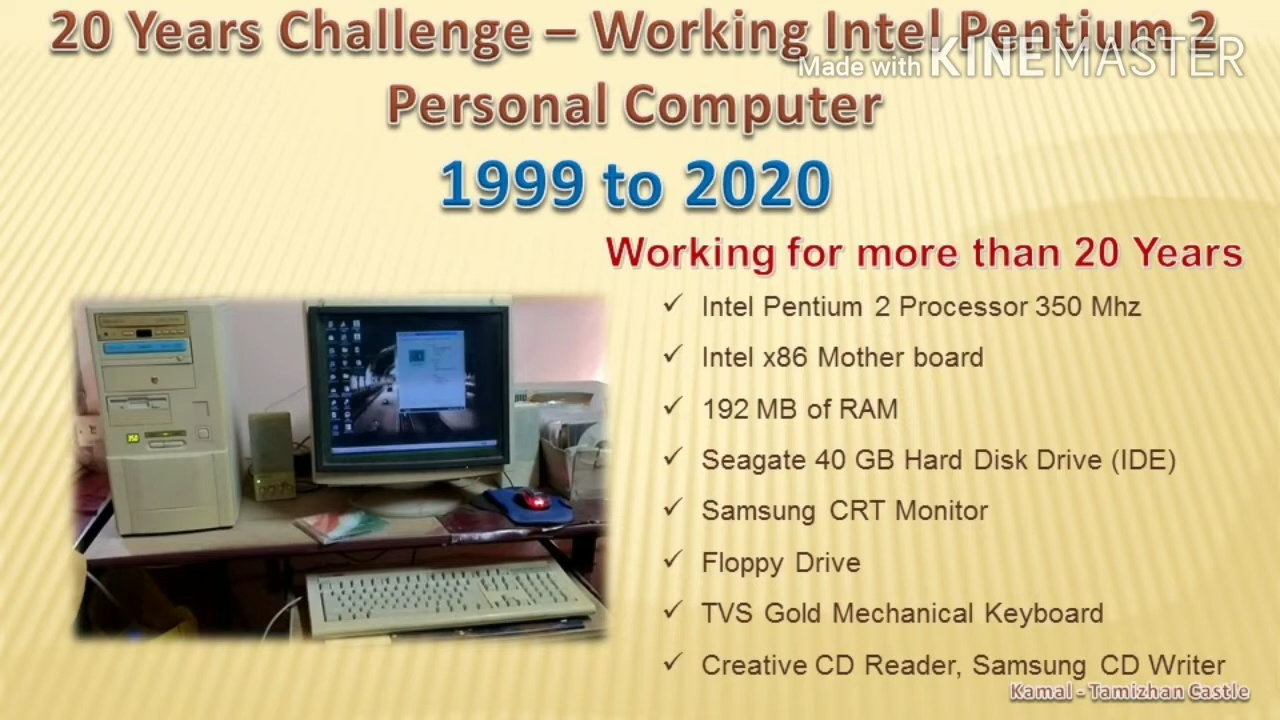 20 Years Challenge – Working Intel Pentium 2
Made with KINEMASTER
Personal Computer
1999 to 2020
Working for more than 20 Years
✓ Intel Pentium 2 Processor 350 Mhz
✓ Intel x86 Mother board
✓ 192 MB of RAM
✓ Seagate 40 GB Hard Disk Drive (IDE)
✓ Samsung CRT Monitor
✓ Floppy Drive
✓ TVS Gold Mechanical Keyboard
✓ Creative CD Reader, Samsung CD Writer
Kamal - Tamizhan Castle
350